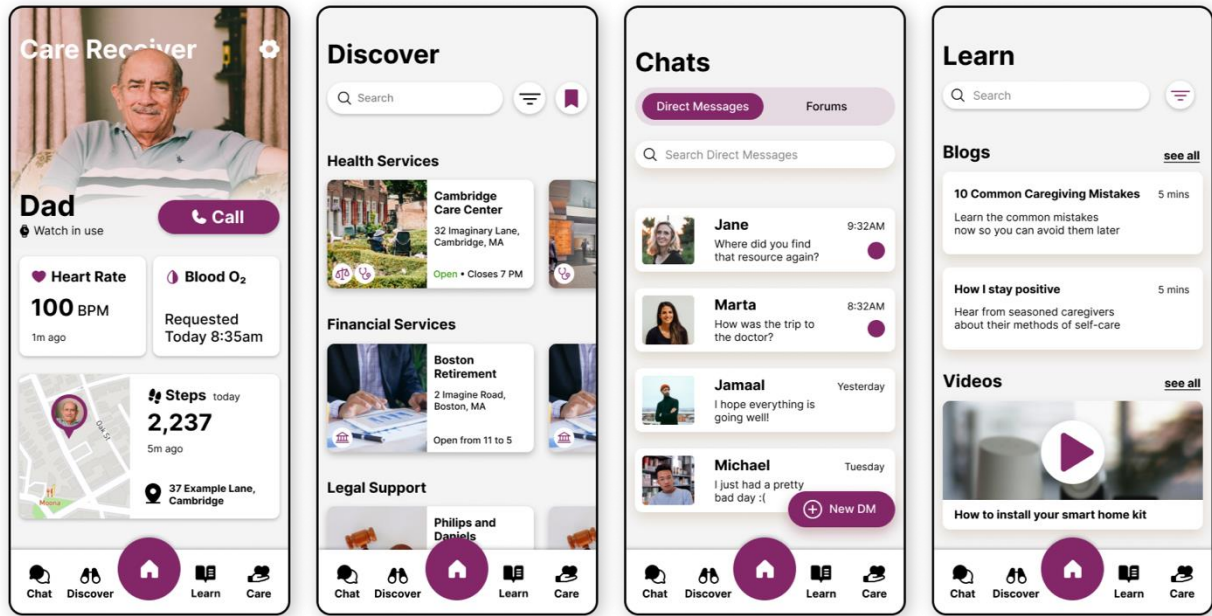 Care Receiver
Dad
Watch in use
Call
Heart Rate
100 BPM
1m ago
Blood O₂
Requested
Today 8:35am
Oak St
Moona
Steps today
2,237
5m ago
37 Example Lane,
Cambridge
Chat
Discover
Learn
Care
Discover
Search
Health Services
Cambridge
Care Center
32 Imaginary Lane,
Cambridge, MA
Open • Closes 7 PM
Financial Services
Boston
Retirement
2 Imagine Road,
Boston, MA
Open from 11 to 5
Legal Support
Philips and
Daniels
Chat
Discover
Learn
Care
Chats
Direct Messages
Forums
Search Direct Messages
Jane
9:32AM
Where did you find
that resource again?
Marta
8:32AM
How was the trip to
the doctor?
Jamaal
Yesterday
I hope everything is
going well!
Michael
Tuesday
I just had a pretty
bad day :(
New DM
Chat
Discover
Learn
Care
Learn
Search
Blogs
see all
10 Common Caregiving Mistakes
5 mins
Learn the common mistakes
now so you can avoid them later
How I stay positive
5 mins
Hear from seasoned caregivers
about their methods of self-care
Videos
see all
How to install your smart home kit
Chat
Discover
Learn
Care